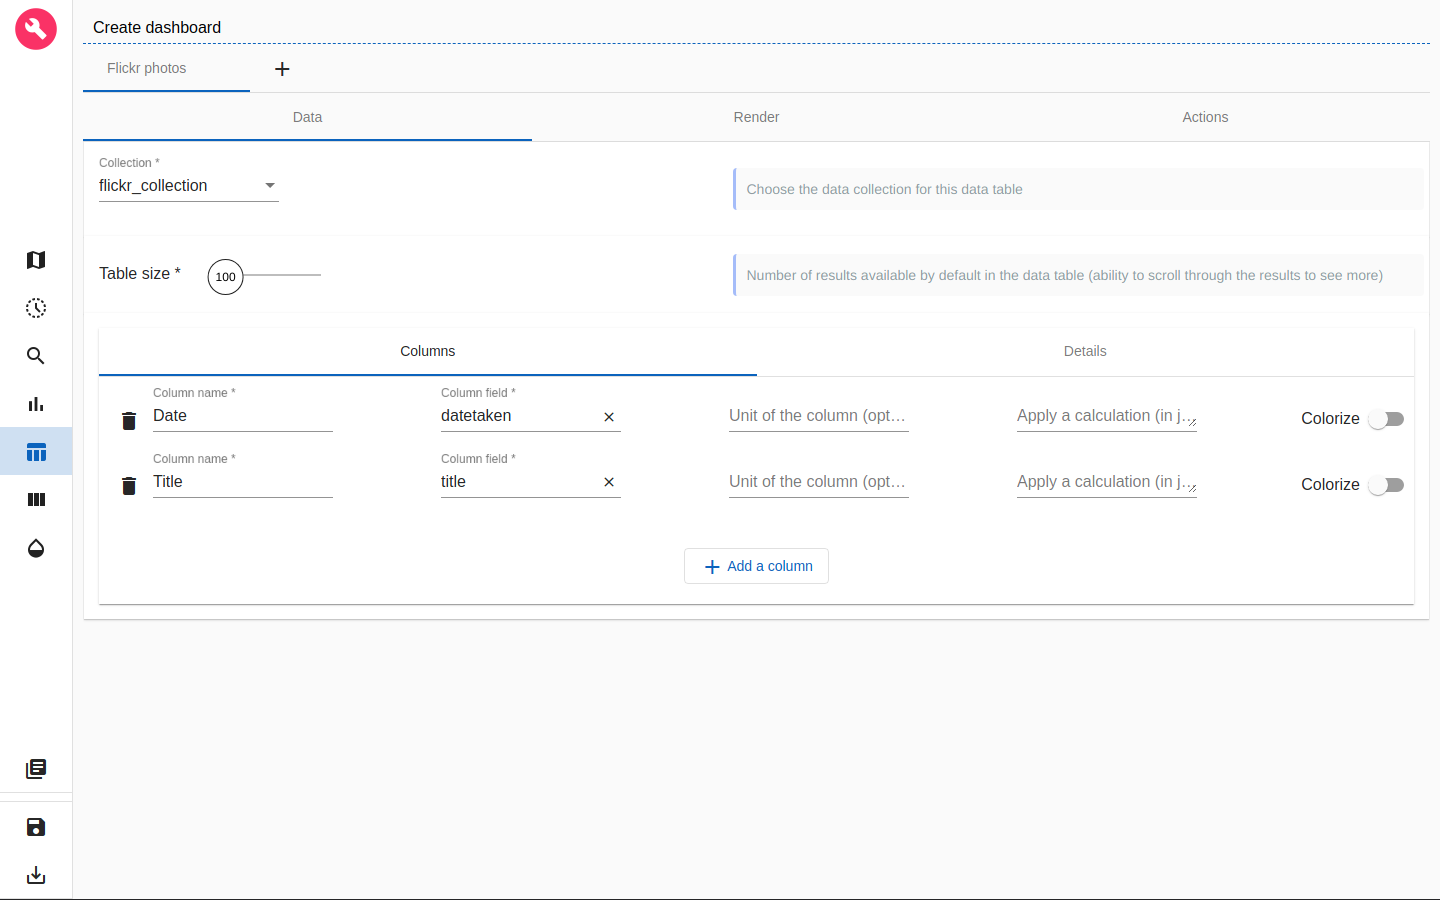 Create dashboard
Flickr photos
Data
Render
Actions
Collection *
flickr_collection
Choose the data collection for this data table
Table size *
100
Number of results available by default in the data table (ability to scroll through the results to see more)
Columns
Details
Column name *
Column field *
Date
datetaken
Unit of the column (opt…
Apply a calculation (in j…
Colorize
Column name *
Column field *
Title
title
Unit of the column (opt…
Apply a calculation (in j…
Colorize
Add a column